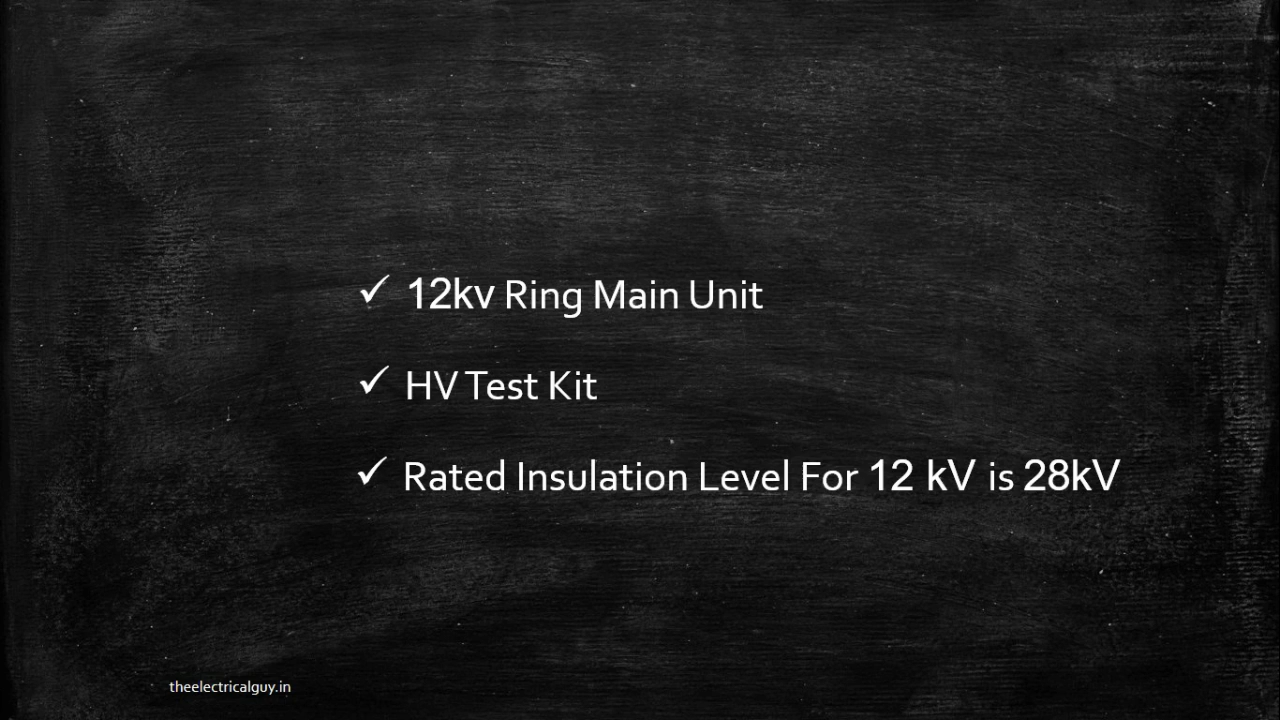 ✓ 12kv Ring Main Unit
✓ HV Test Kit
✓ Rated Insulation Level For 12 kV is 28kV
theelectricalguy.in